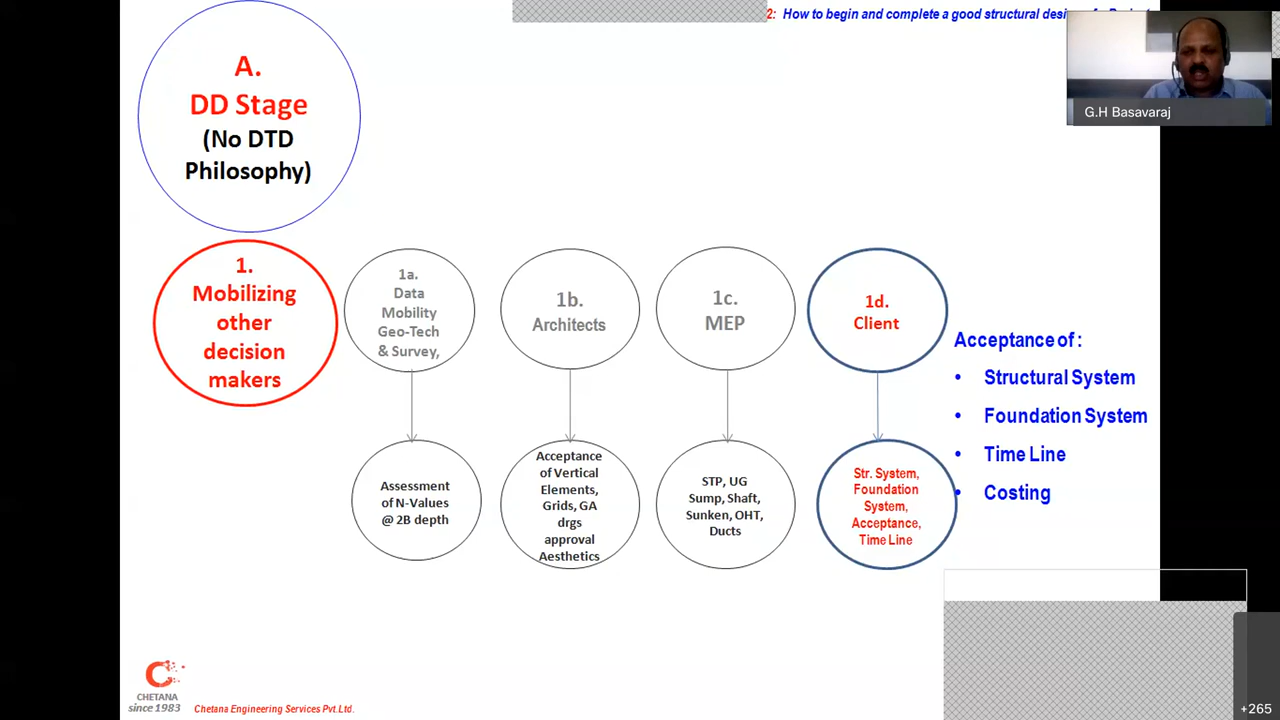 2: How to begin and complete a good structural
G.H Basavaraj
A.
DD Stage
(No DTD
Philosophy)
1.
Mobilizing
other
decision
makers
1a.
Data
Mobility
Geo-Tech
& Survey,
1b.
Architects
1c.
MEP
1d.
Client
Acceptance of :
• Structural System
• Foundation System
• Time Line
• Costing
Assessment
of N-Values
@ 2B depth
Acceptance
of Vertical
Elements,
Grids, GA
drgs
approval
Aesthetics
STP, UG
Sump, Shaft,
Sunken, OHT,
Ducts
Str. System,
Foundation
System,
Acceptance,
Time Line
CHETANA
since 1983
Chetana Engineering Services Pvt.Ltd.
+265